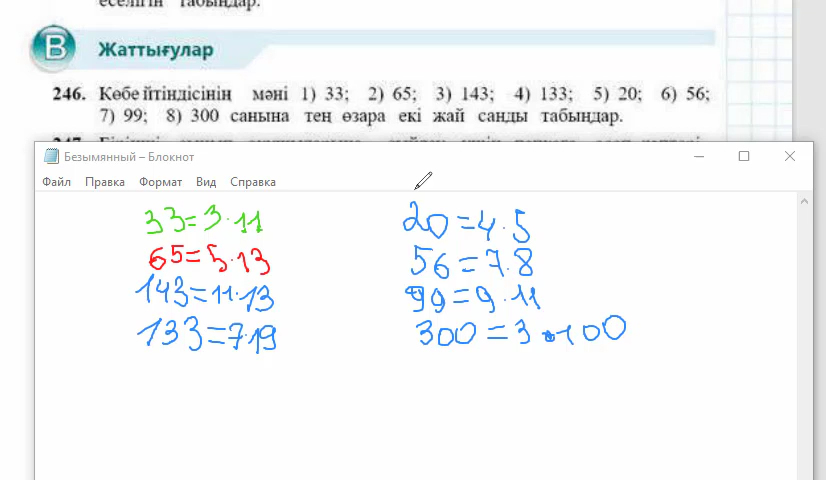 еселігін табыңдар.
B Жаттығулар
246. Көбейтіндісінің мәні 1) 33; 2) 65; 3) 143; 4) 133; 5) 20; 6) 56;
7) 99; 8) 300 санына тең өзара екі жай санды табыңдар.
Безымянный – Блокнот
Файл Правка Формат Вид Справка
33=3·11
65=5·13
143=11·13
133=7·19
20=4·5
56=7·8
99=9·11
300=3·100